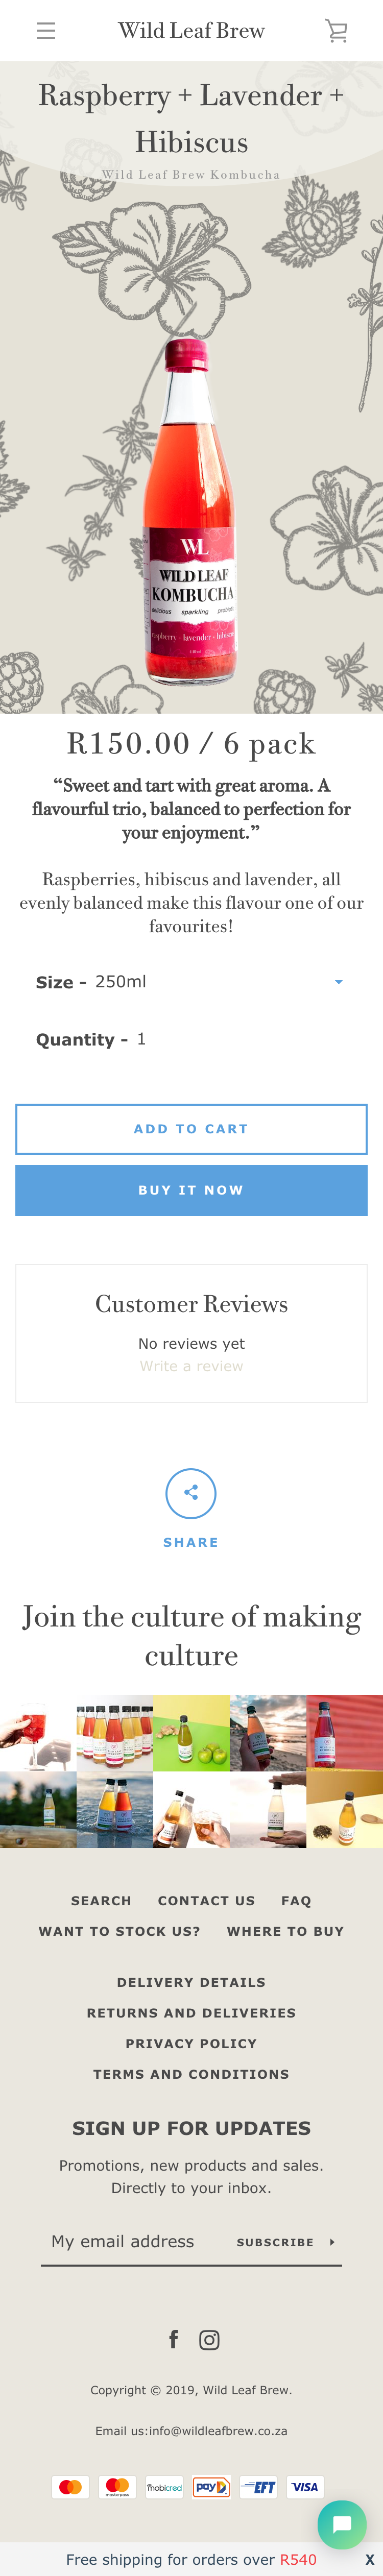 Wild Leaf Brew
Raspberry + Lavender +
Hibiscus
Wild Leaf Brew Kombucha
WL
WILD LEAF
KOMBUCHA
delicious sparkling probiotic
raspberry - lavender - hibiscus
R150.00 / 6 pack
“Sweet and tart with great aroma. A
flavourful trio, balanced to perfection for
your enjoyment.”
Raspberries, hibiscus and lavender, all
evenly balanced make this flavour one of our
favourites!
Size - 250ml
Quantity - 1
ADD TO CART
BUY IT NOW
Customer Reviews
No reviews yet
Write a review
SHARE
Join the culture of making
culture
SEARCH CONTACT US FAQ
WANT TO STOCK US? WHERE TO BUY
DELIVERY DETAILS
RETURNS AND DELIVERIES
PRIVACY POLICY
TERMS AND CONDITIONS
SIGN UP FOR UPDATES
Promotions, new products and sales.
Directly to your inbox.
My email address SUBSCRIBE
Copyright © 2019, Wild Leaf Brew.
Email us:info@wildleafbrew.co.za
masterpass mobicred payD EFT VISA
Free shipping for orders over R540 X